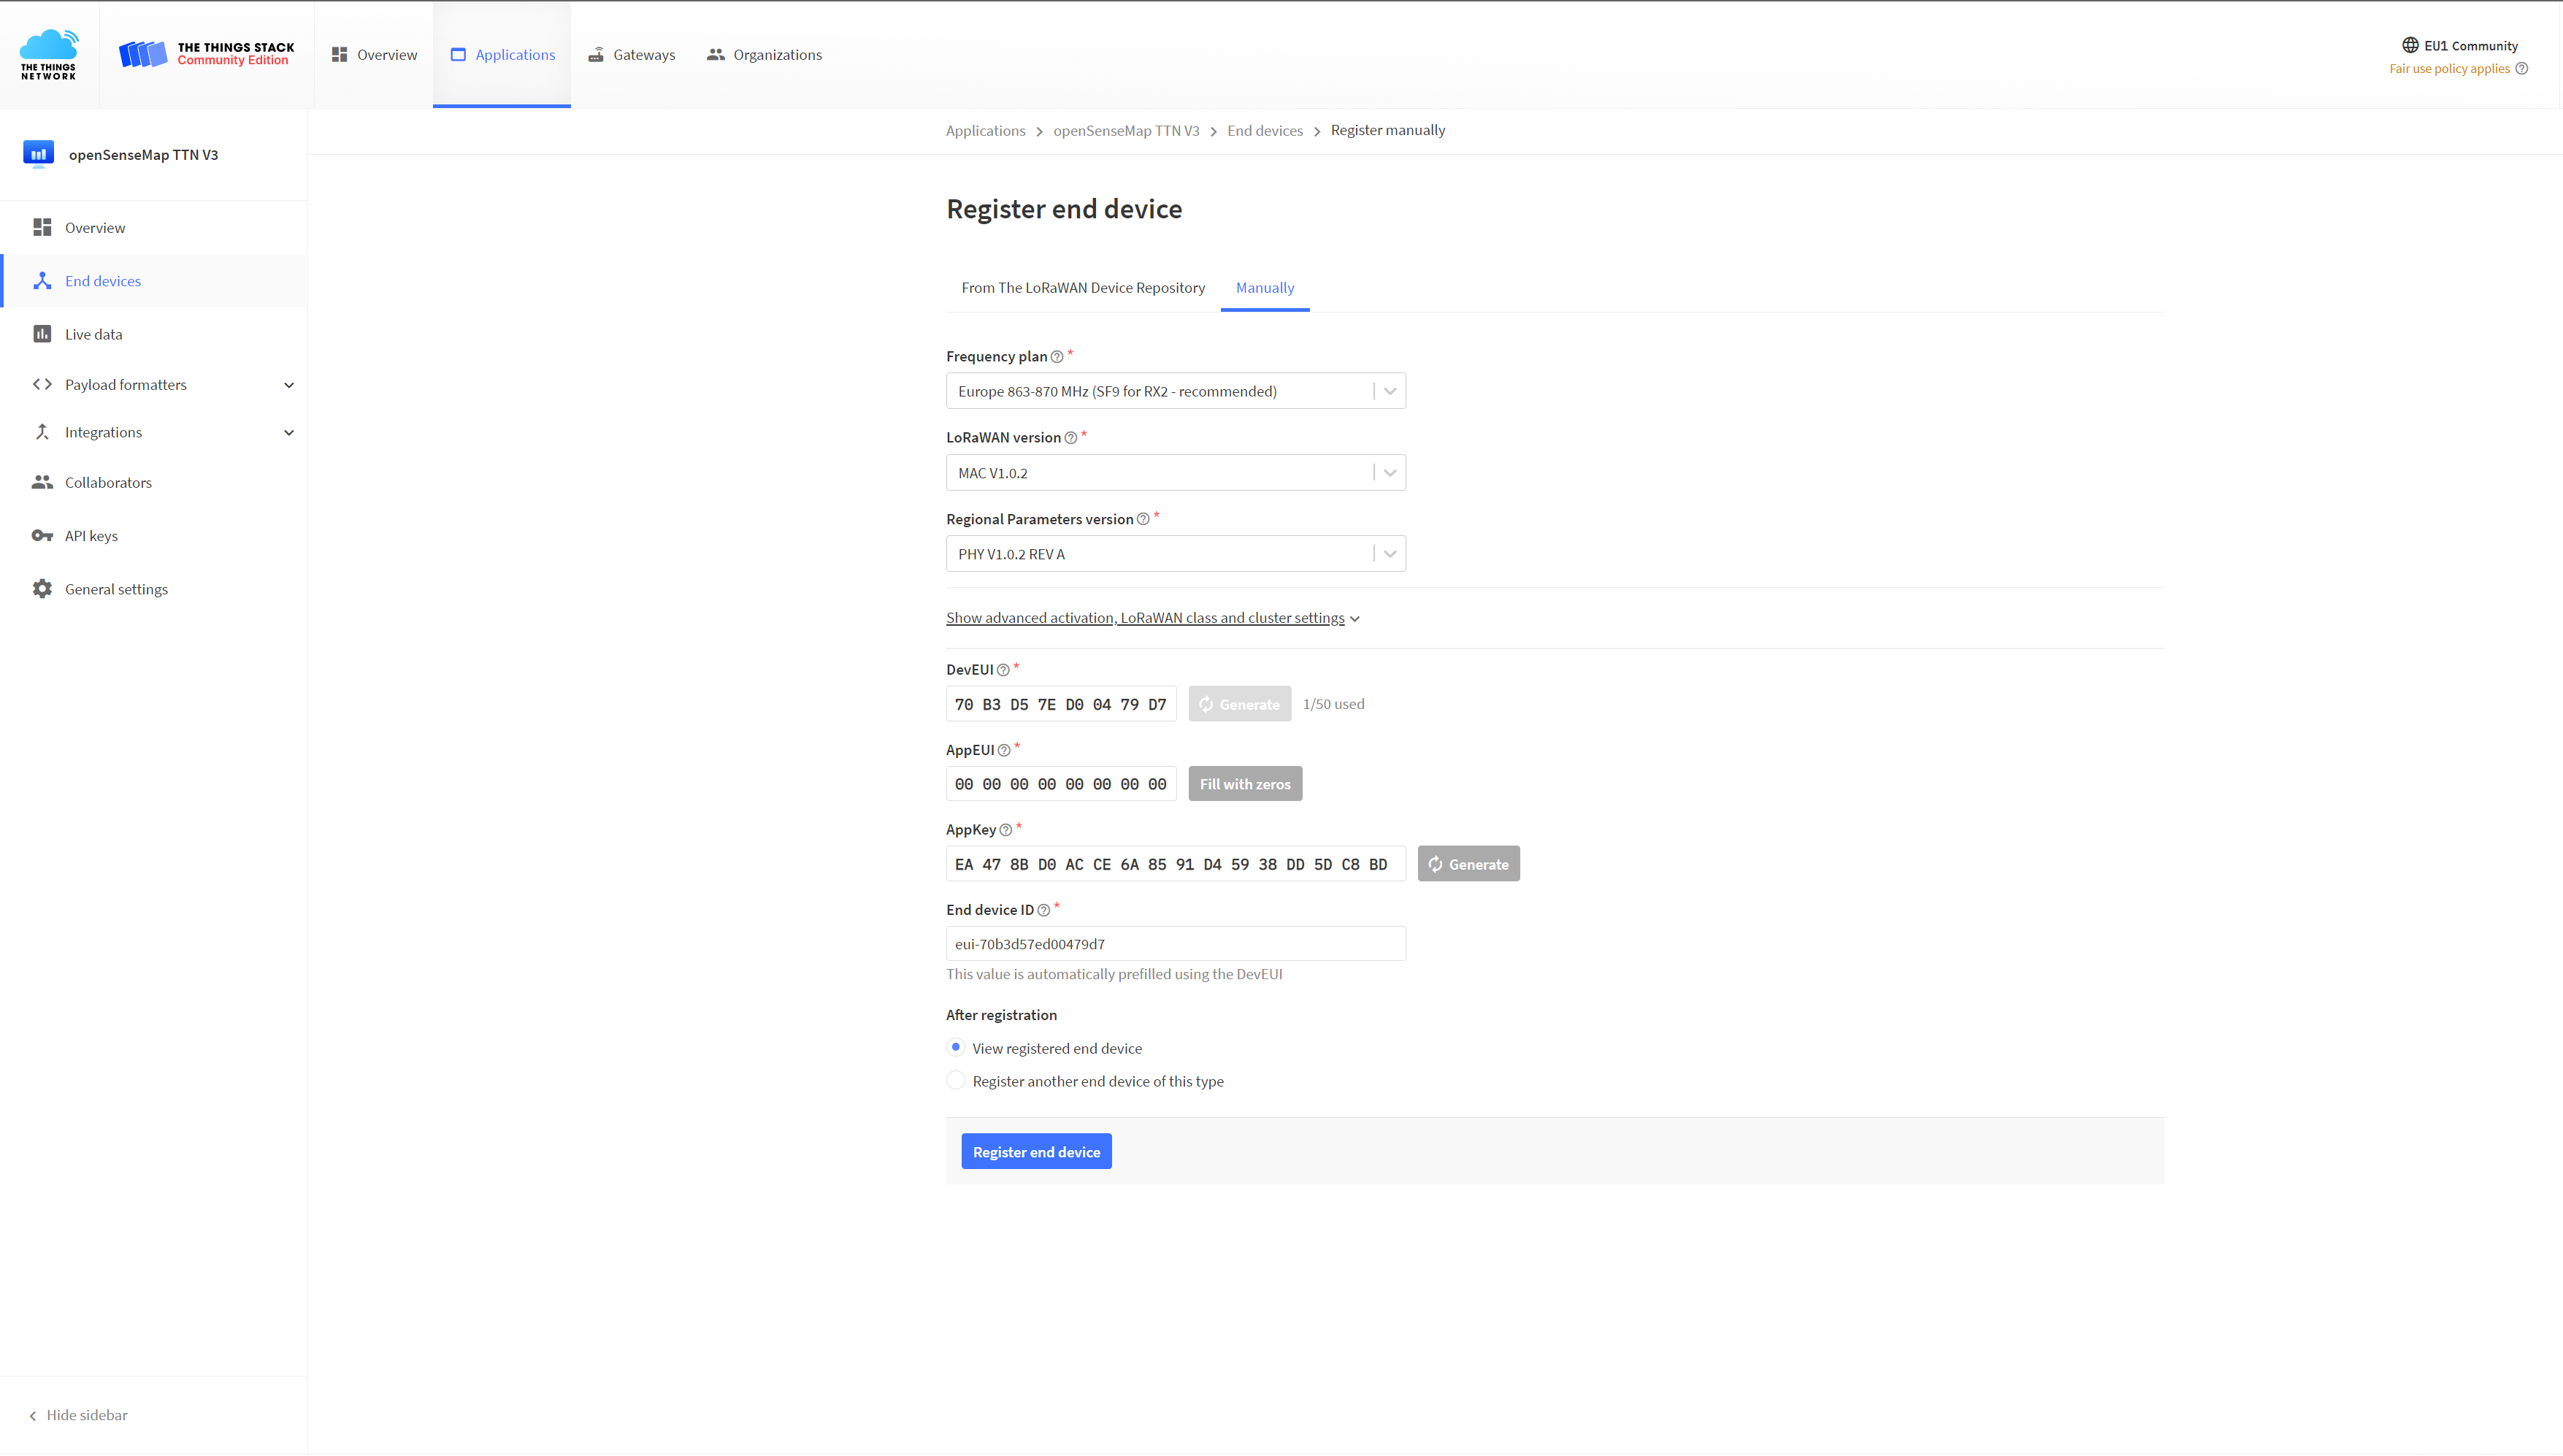 THE THINGS
NETWORK
THE THINGS STACK
Community Edition
Overview
Applications
Gateways
Organizations
EU1 Community
Fair use policy applies
openSenseMap TTN V3
Overview
End devices
Live data
Payload formatters
Integrations
Collaborators
API keys
General settings
Hide sidebar
Applications > openSenseMap TTN V3 > End devices > Register manually
Register end device
From The LoRaWAN Device Repository
Manually
Frequency plan *
Europe 863-870 MHz (SF9 for RX2 - recommended)
LoRaWAN version *
MAC V1.0.2
Regional Parameters version *
PHY V1.0.2 REV A
Show advanced activation, LoRaWAN class and cluster settings
DevEUI *
70 B3 D5 7E D0 04 79 D7 Generate 1/50 used
AppEUI *
00 00 00 00 00 00 00 00 Fill with zeros
AppKey *
EA 47 8B D0 AC CE 6A 85 91 D4 59 38 DD 5D C8 BD Generate
End device ID *
eui-70b3d57ed00479d7
This value is automatically prefilled using the DevEUI
After registration
View registered end device
Register another end device of this type
Register end device